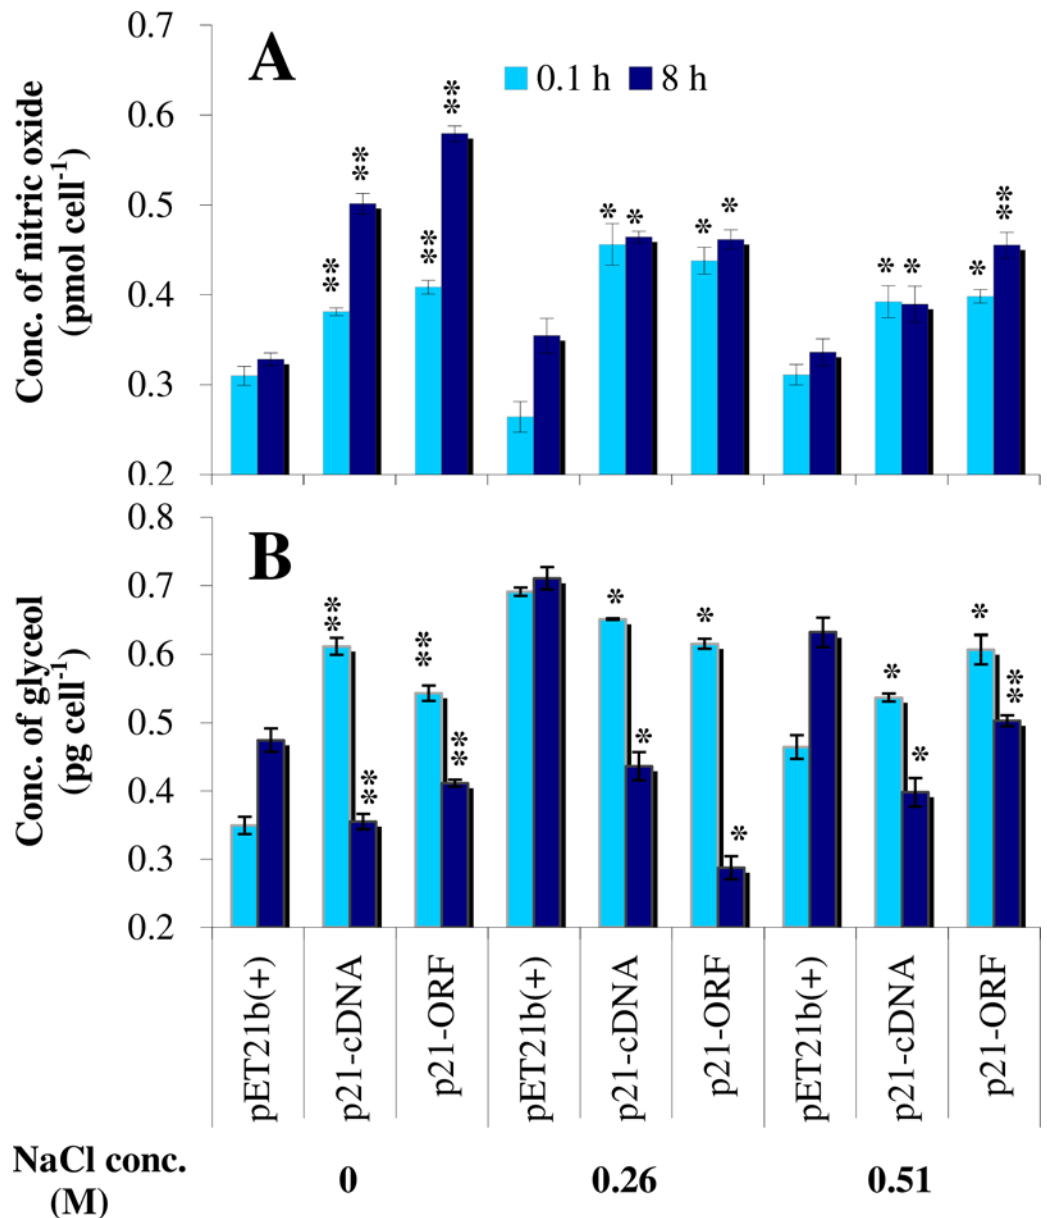 A
0.1 h 8 h
Conc. of nitric oxide
(pmol cell-1)
0.7
0.6
0.5
0.4
0.3
0.2
** ** ** ** * * * * * * * **
B
Conc. of glyceol
(pg cell-1)
0.8
0.7
0.6
0.5
0.4
0.3
0.2
** ** ** ** * * * * * * * **
pET21b(+) p21-cDNA p21-ORF pET21b(+) p21-cDNA p21-ORF pET21b(+) p21-cDNA p21-ORF
NaCl conc.
(M)
0 0.26 0.51